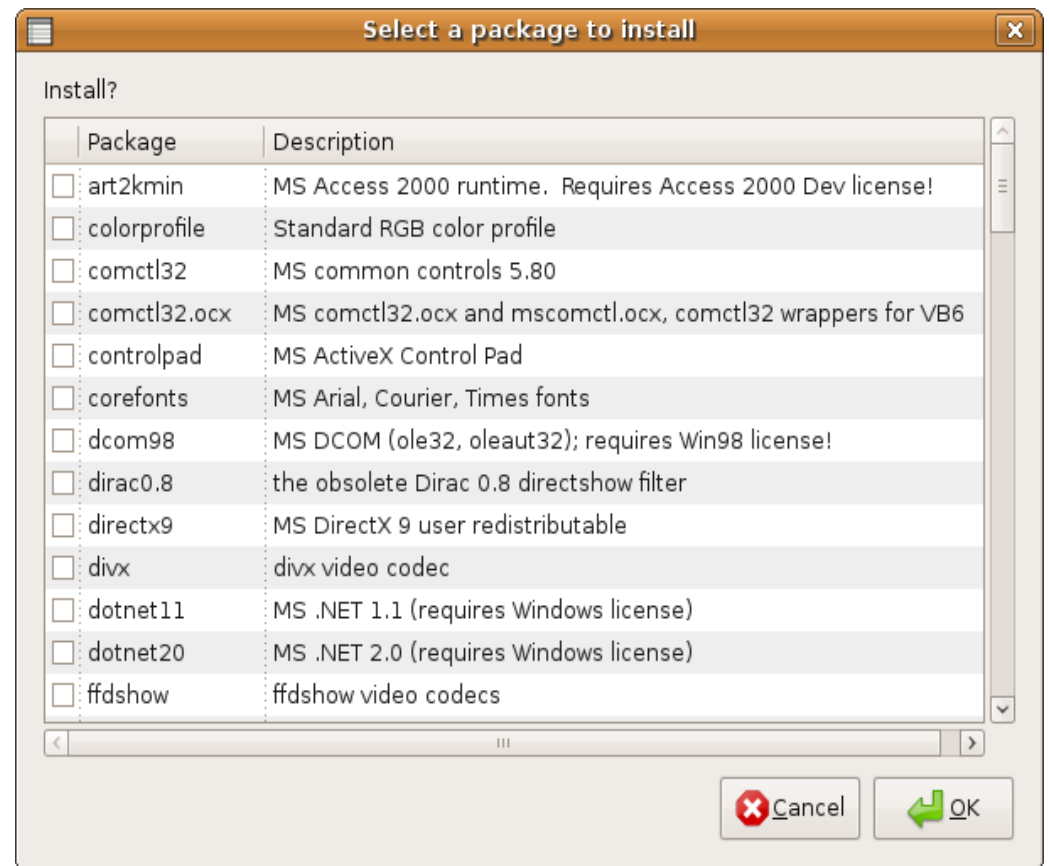 Select a package to install
Install?
Package Description
art2kmin MS Access 2000 runtime.  Requires Access 2000 Dev license!
colorprofile Standard RGB color profile
comctl32 MS common controls 5.80
comctl32.ocx MS comctl32.ocx and mscomctl.ocx, comctl32 wrappers for VB6
controlpad MS ActiveX Control Pad
corefonts MS Arial, Courier, Times fonts
dcom98 MS DCOM (ole32, oleaut32); requires Win98 license!
dirac0.8 the obsolete Dirac 0.8 directshow filter
directx9 MS DirectX 9 user redistributable
divx divx video codec
dotnet11 MS .NET 1.1 (requires Windows license)
dotnet20 MS .NET 2.0 (requires Windows license)
ffdshow ffdshow video codecs
Cancel OK